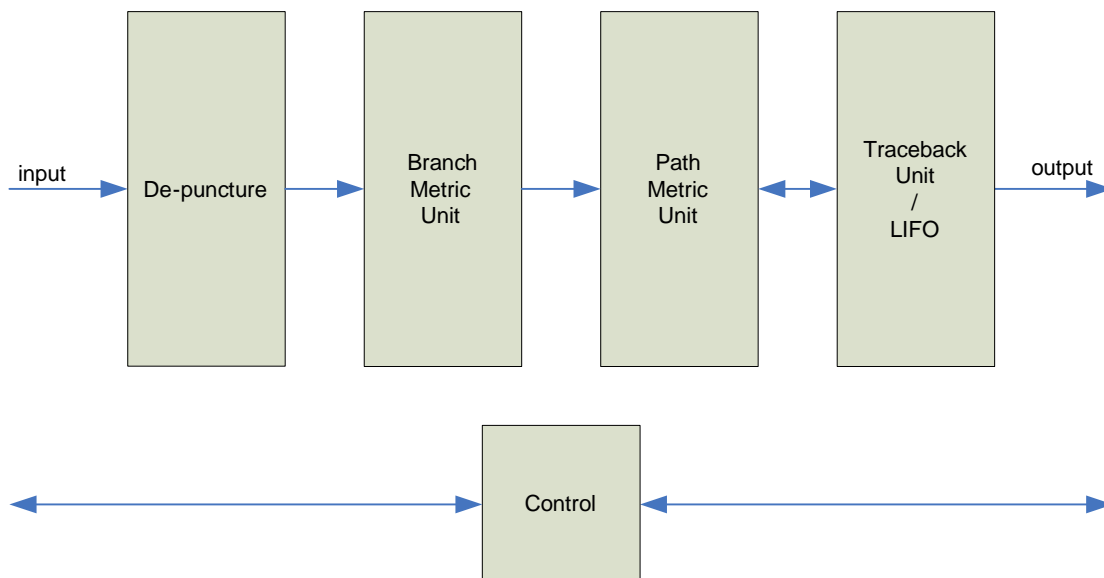 input
De-puncture
Branch
Metric
Unit
Path
Metric
Unit
Traceback
Unit
/
LIFO
output
Control